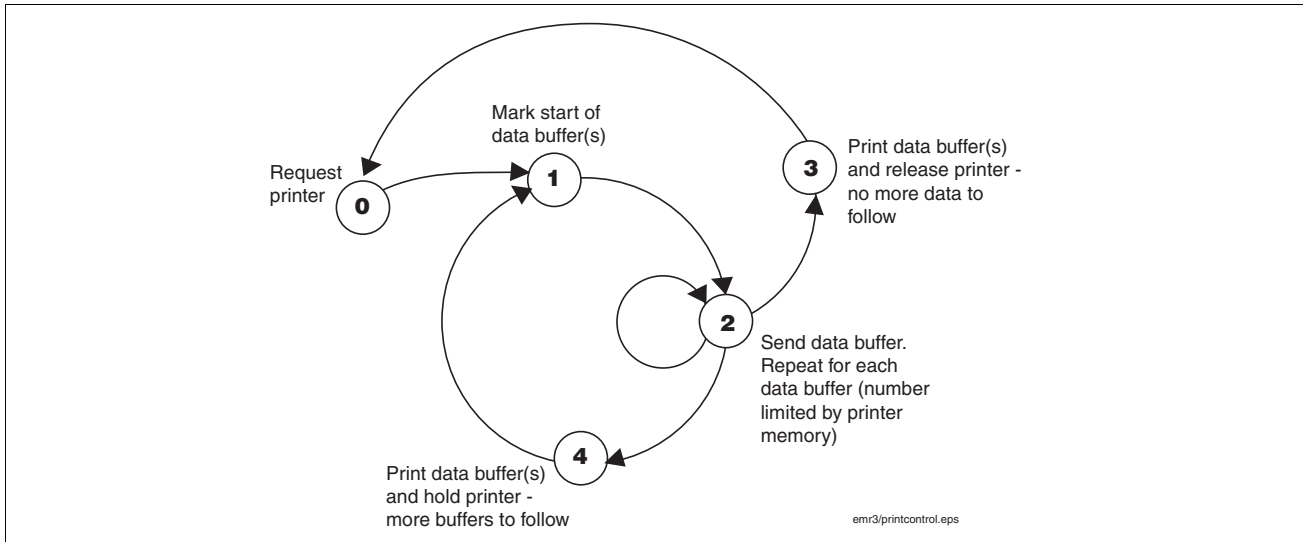 Mark start of
data buffer(s)
Request
printer
0
1
3
Print data buffer(s)
and release printer -
no more data to
follow
2
Send data buffer.
Repeat for each
data buffer (number
limited by printer
memory)
4
Print data buffer(s)
and hold printer -
more buffers to follow
emr3/printcontrol.eps